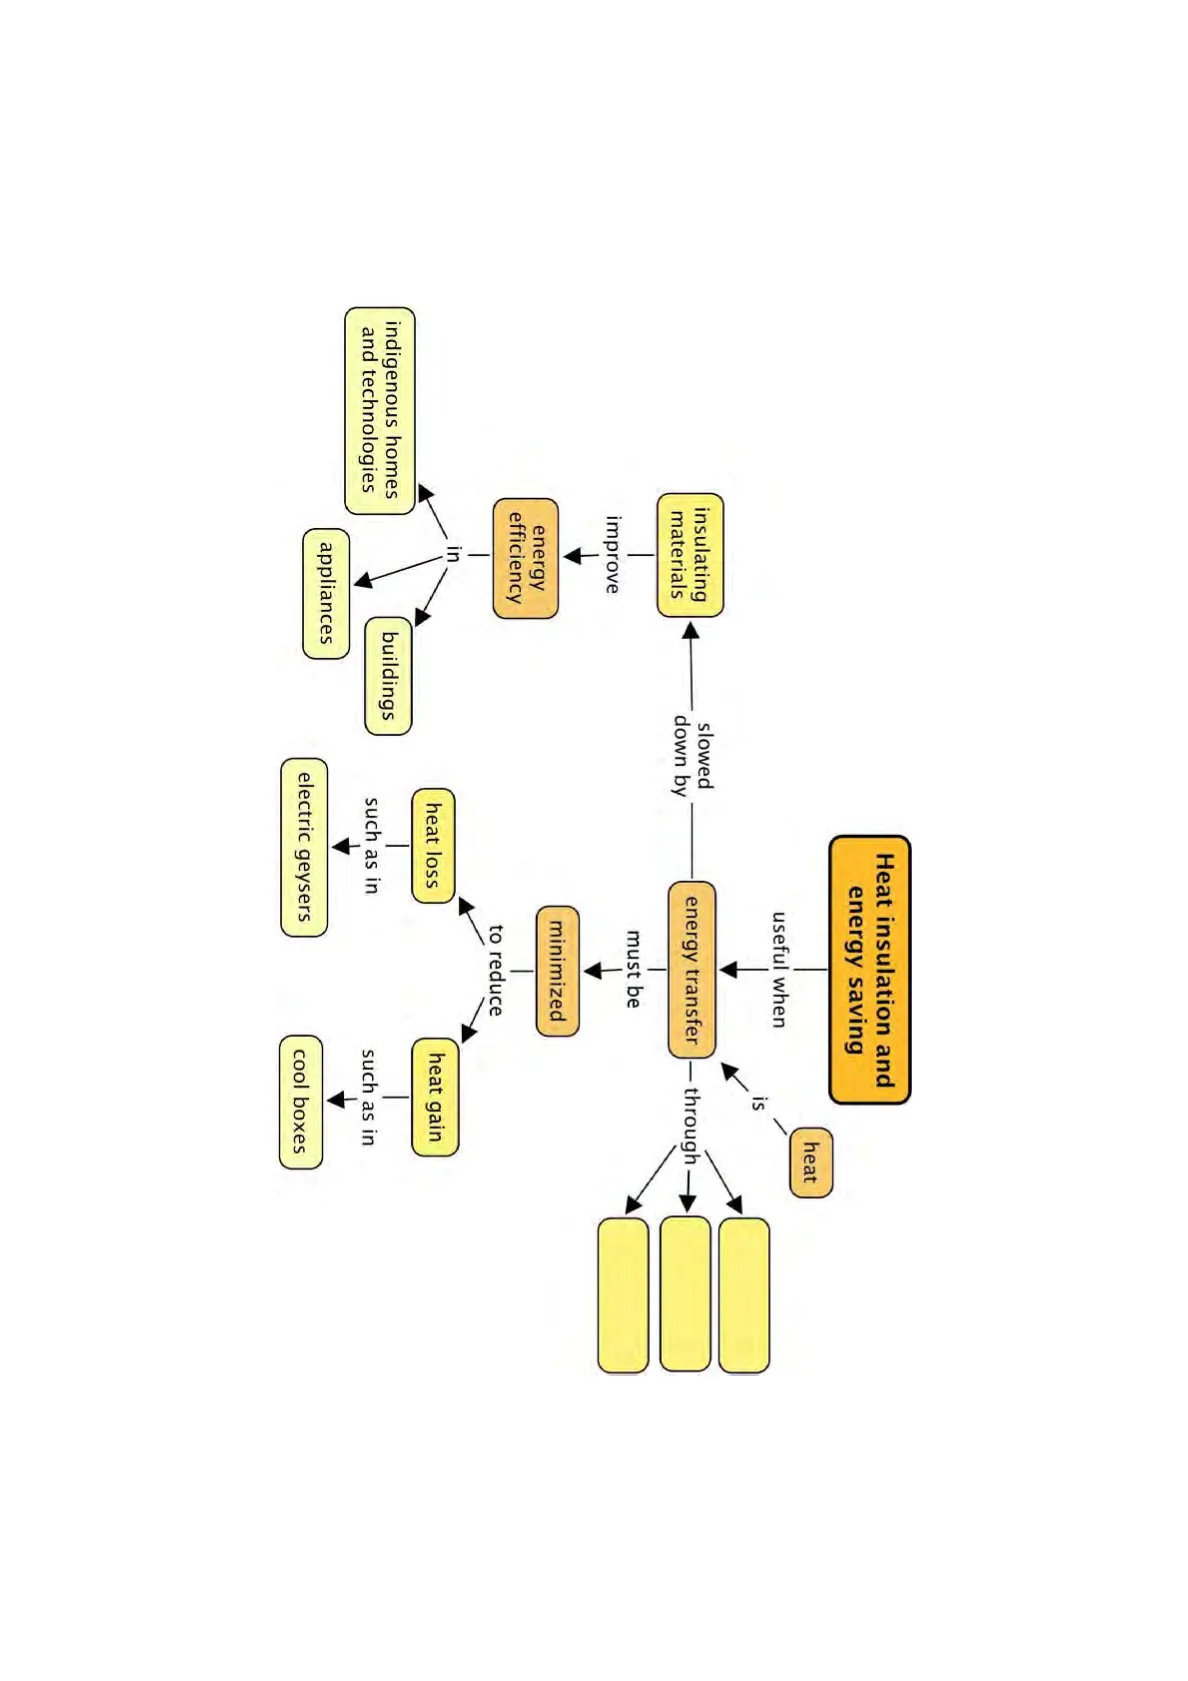 Heat insulation and
energy saving
useful when
heat
is
energy transfer
slowed
down by
through
insulating
materials
must be
improve
minimized
energy
efficiency
to reduce
in
heat loss
heat gain
indigenous homes
and technologies
buildings
appliances
such as in
such as in
electric geysers
cool boxes